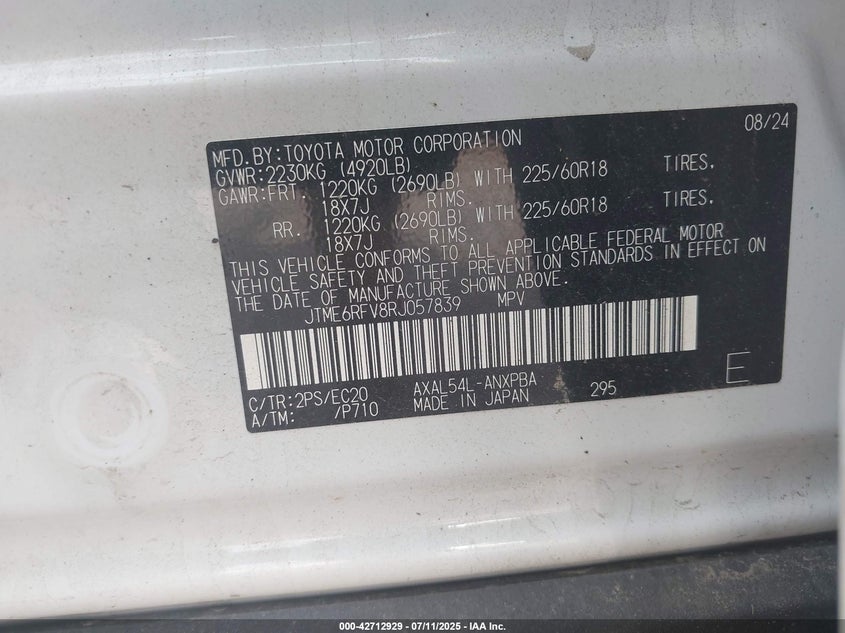 08/24
MFD.BY:TOYOTA MOTOR CORPORATION
GVWR:2230KG (4920LB)
GAWR:FRT. 1220KG (2690LB) WITH 225/60R18 TIRES.
18X7J RIMS.
RR. 1220KG (2690LB) WITH 225/60R18 TIRES.
18X7J RIMS.
THIS VEHICLE CONFORMS TO ALL APPLICABLE FEDERAL MOTOR
VEHICLE SAFETY AND THEFT PREVENTION STANDARDS IN EFFECT ON
THE DATE OF MANUFACTURE SHOWN ABOVE.
JTME6RFV8RJ057839 MPV
C/TR:2PS/EC20 AXAL54L-ANXPBA 295 E
A/TM: /P710 MADE IN JAPAN
000-42712929 - 07/11/2025 - IAA Inc.